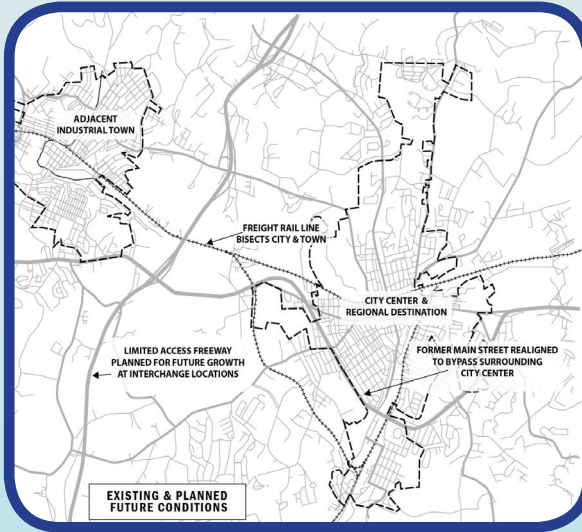 ADJACENT
INDUSTRIAL TOWN
FREIGHT RAIL LINE
BISECTS CITY & TOWN
CITY CENTER &
REGIONAL DESTINATION
LIMITED ACCESS FREEWAY
PLANNED FOR FUTURE GROWTH
AT INTERCHANGE LOCATIONS
FORMER MAIN STREET REALIGNED
TO BYPASS SURROUNDING
CITY CENTER
EXISTING & PLANNED
FUTURE CONDITIONS